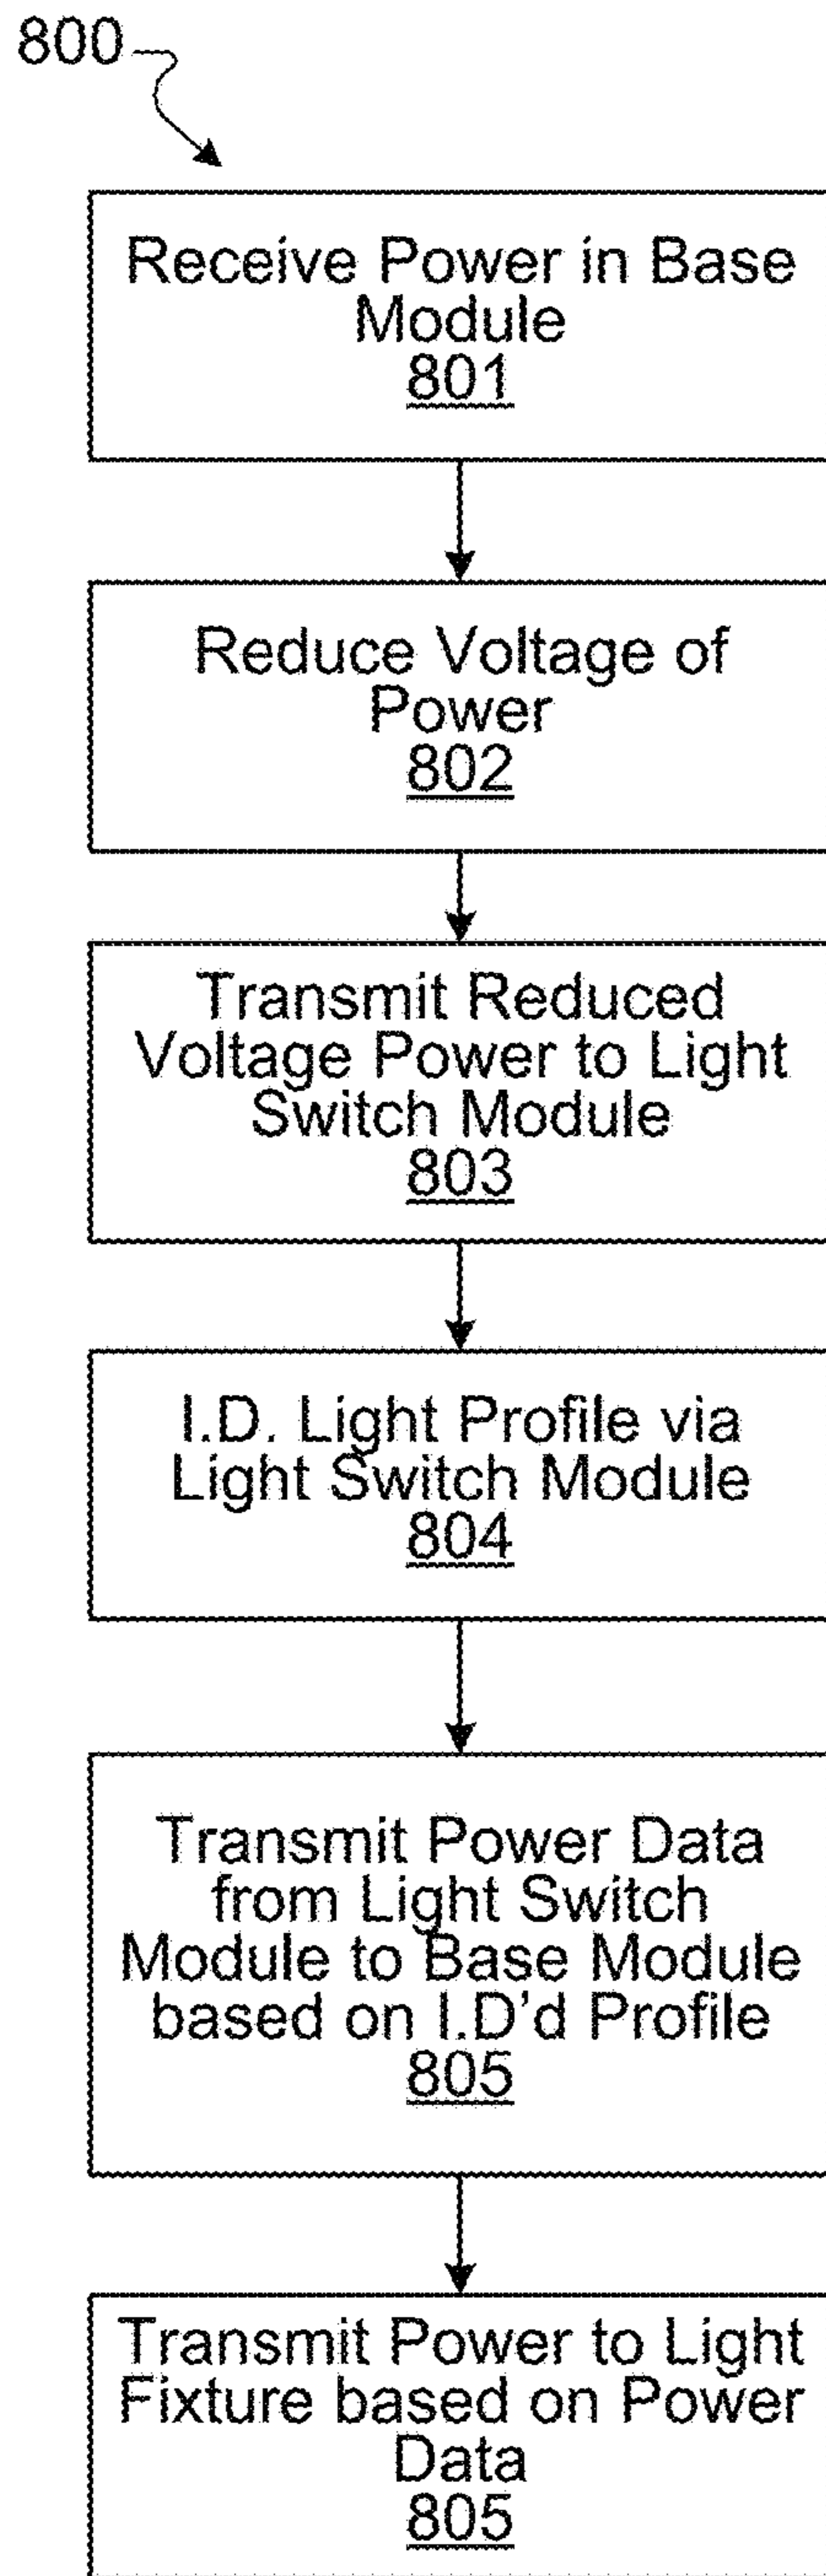 800
Receive Power in Base
Module
801
Reduce Voltage of
Power
802
Transmit Reduced
Voltage Power to Light
Switch Module
803
I.D. Light Profile via
Light Switch Module
804
Transmit Power Data
from Light Switch
Module to Base Module
based on I.D'd Profile
805
Transmit Power to Light
Fixture based on Power
Data
805